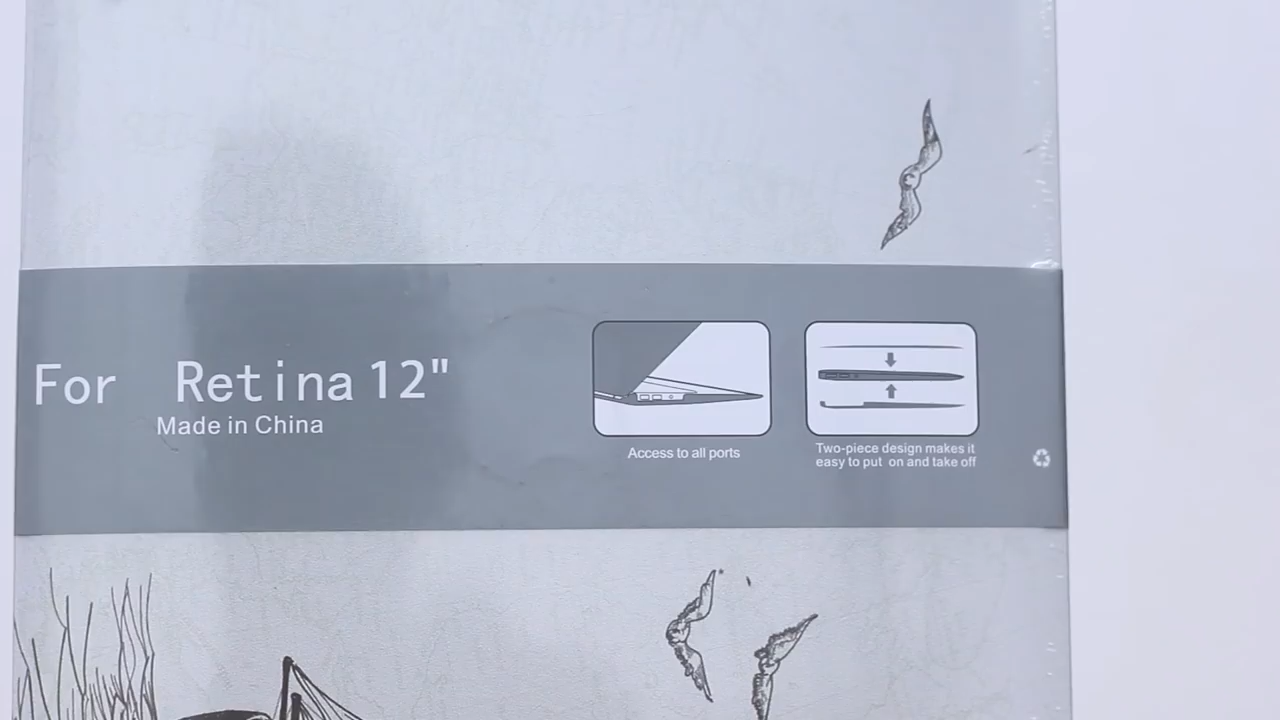 For Retina 12"
Made in China
Access to all ports
Two-piece design makes it
easy to put on and take off